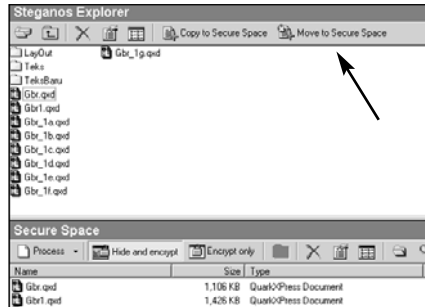 Steganos Explorer
Copy to Secure Space Move to Secure Space
LayOut Gbr_1g.qxd
Teks
TeksBaru
Gbr.qxd
Gbr1.qxd
Gbr_1a.qxd
Gbr_1b.qxd
Gbr_1c.qxd
Gbr_1d.qxd
Gbr_1e.qxd
Gbr_1f.qxd
Secure Space
Process Hide and encrypt Encrypt only
Name Size Type
Gbr.qxd 1,106 KB QuarkXPress Document
Gbr1.qxd 1,426 KB QuarkXPress Document